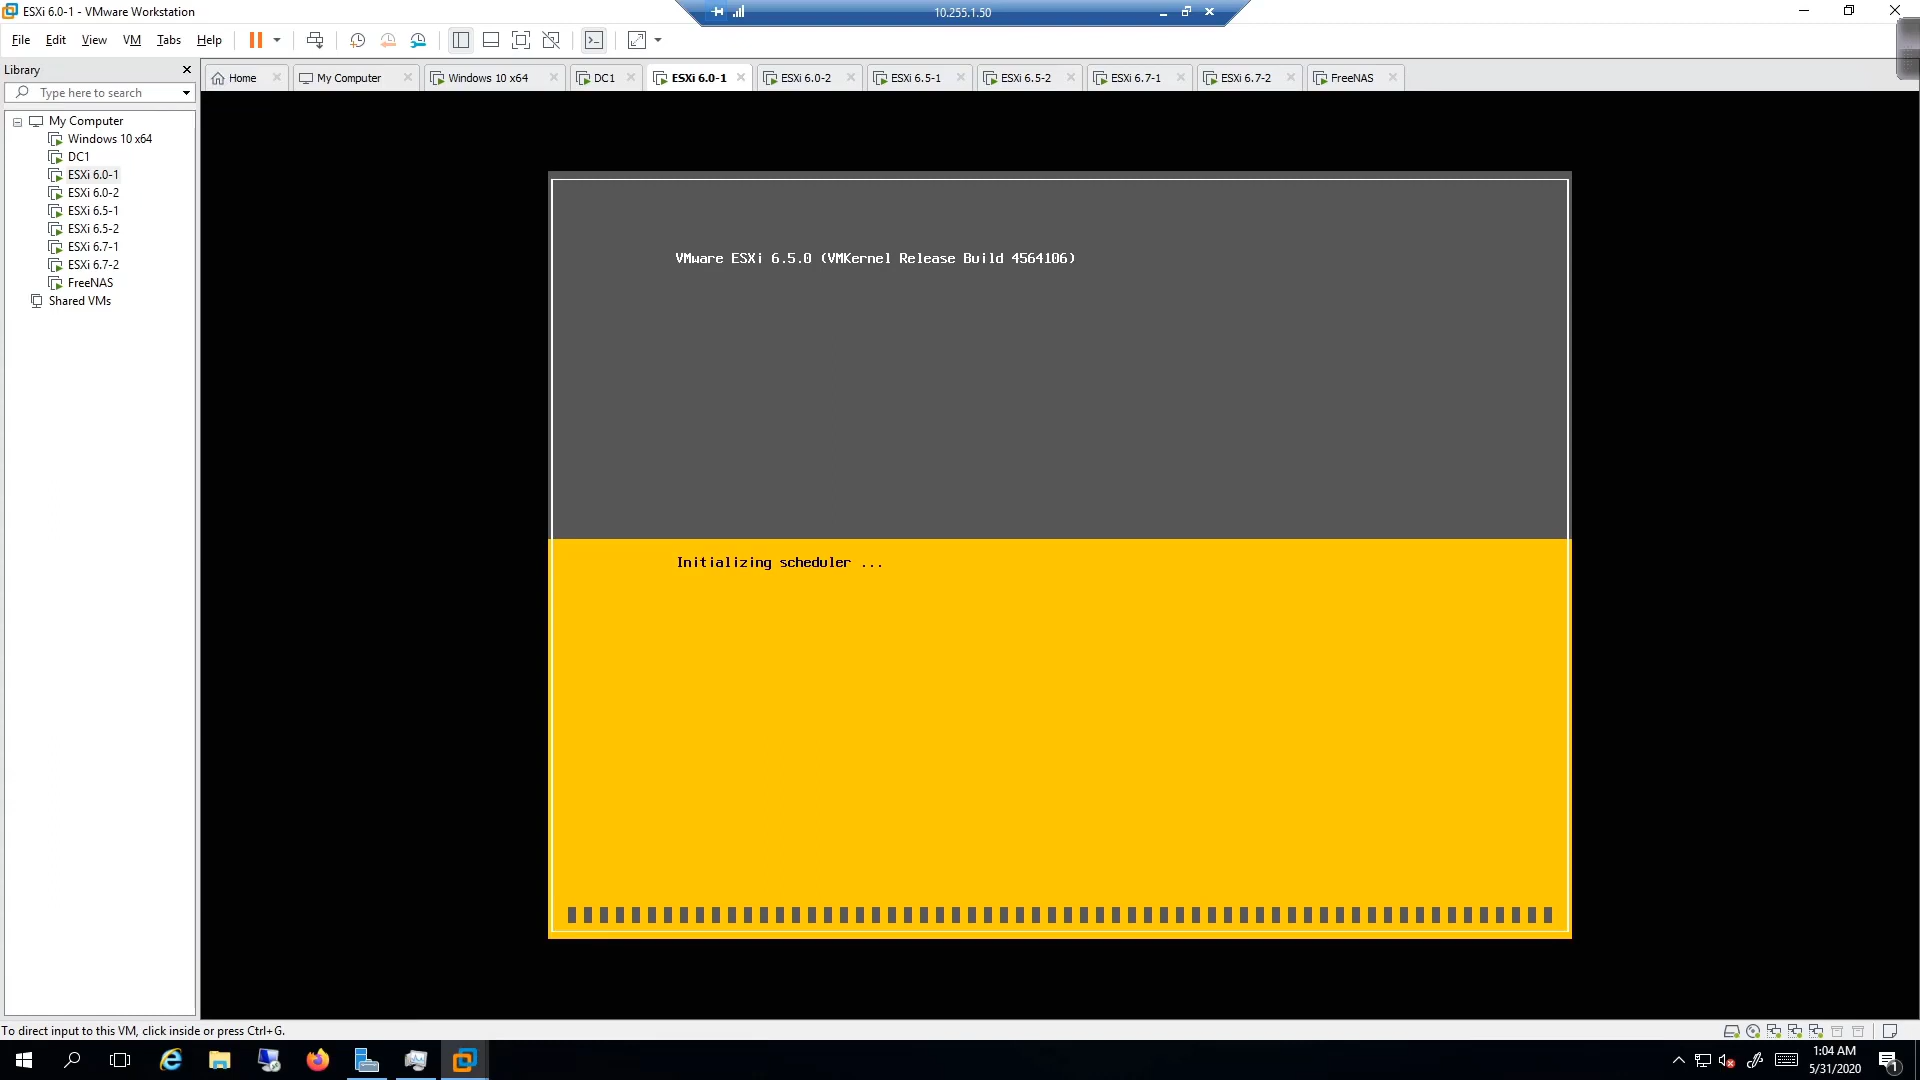 ESXi 6.0-1 - VMware Workstation
10.255.1.50
File Edit View VM Tabs Help
Library
Type here to search
Home
My Computer
Windows 10 x64
DC1
ESXi 6.0-1
ESXi 6.0-2
ESXi 6.5-1
ESXi 6.5-2
ESXi 6.7-1
ESXi 6.7-2
FreeNAS
My Computer
Windows 10 x64
DC1
ESXi 6.0-1
ESXi 6.0-2
ESXi 6.5-1
ESXi 6.5-2
ESXi 6.7-1
ESXi 6.7-2
FreeNAS
Shared VMs
VMware ESXi 6.5.0 (VMKernel Release Build 4564106)
Initializing scheduler ...
To direct input to this VM, click inside or press Ctrl+G.
1:04 AM
5/31/2020
1